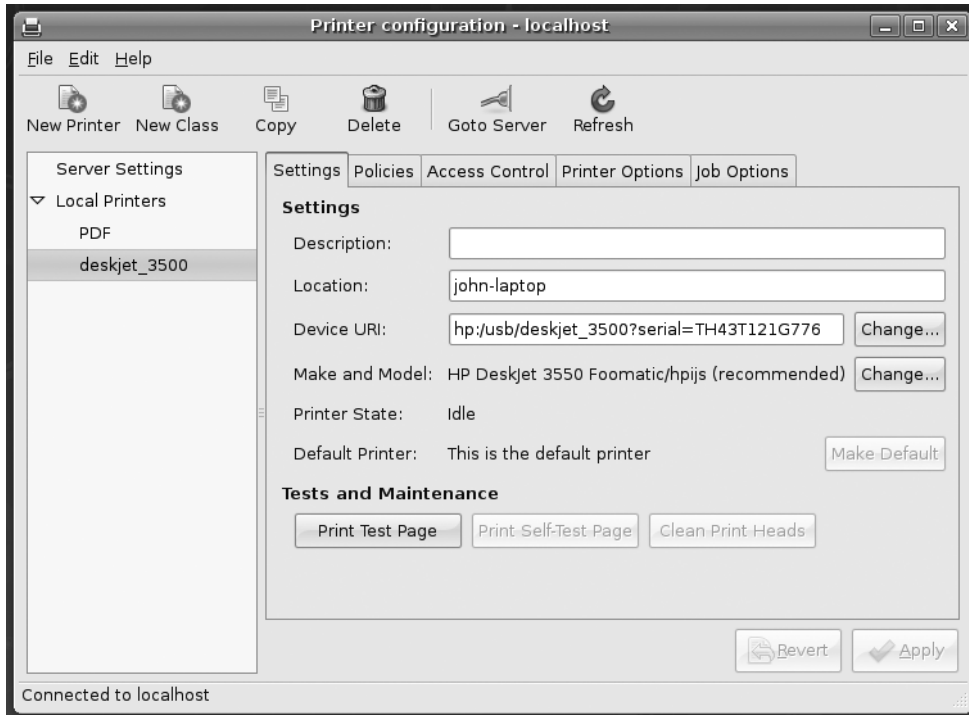 Printer configuration - localhost
File Edit Help
New Printer New Class Copy Delete Goto Server Refresh
Server Settings
Local Printers
PDF
deskjet_3500
Settings Policies Access Control Printer Options Job Options
Settings
Description:
Location: john-laptop
Device URI: hp:/usb/deskjet_3500?serial=TH43T121G776 Change...
Make and Model: HP DeskJet 3550 Foomatic/hpijs (recommended) Change...
Printer State: Idle
Default Printer: This is the default printer Make Default
Tests and Maintenance
Print Test Page Print Self-Test Page Clean Print Heads
Revert Apply
Connected to localhost